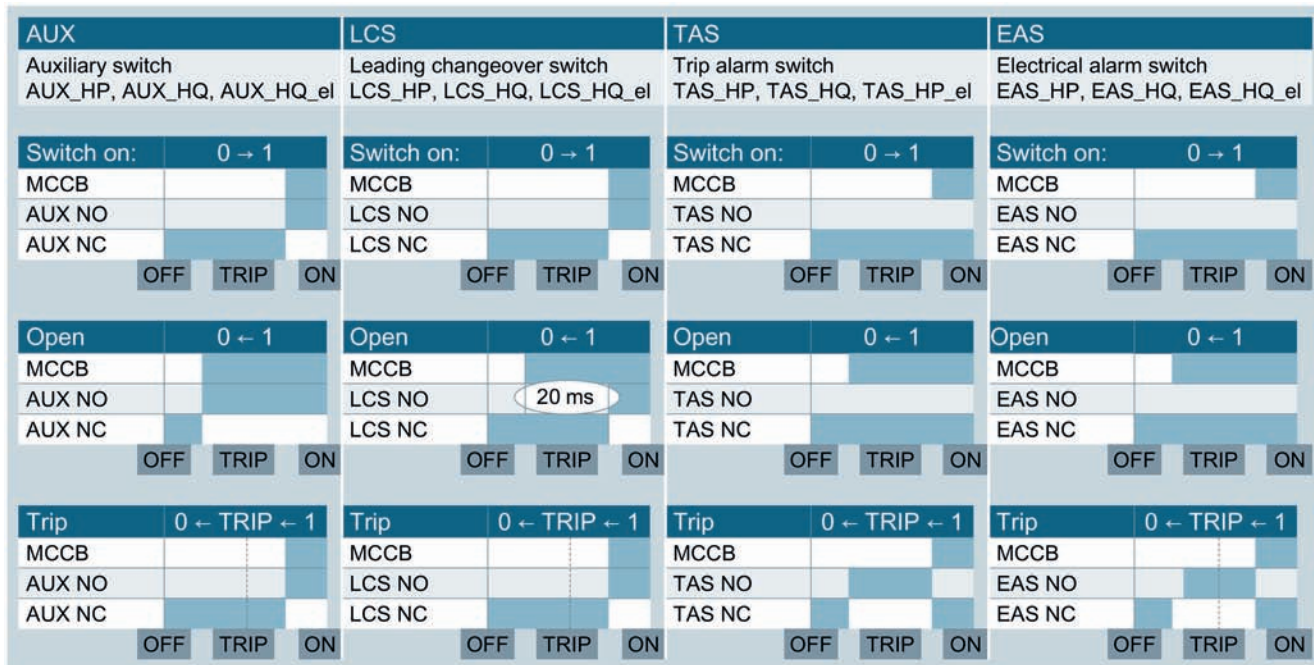 AUX
Auxiliary switch
AUX_HP, AUX_HQ, AUX_HQ_el
Switch on: 0 → 1
MCCB
AUX NO
AUX NC
OFF TRIP ON
Open 0 ← 1
MCCB
AUX NO
AUX NC
OFF TRIP ON
Trip 0 ← TRIP ← 1
MCCB
AUX NO
AUX NC
OFF TRIP ON
LCS
Leading changeover switch
LCS_HP, LCS_HQ, LCS_HQ_el
Switch on: 0 → 1
MCCB
LCS NO
LCS NC
OFF TRIP ON
Open 0 ← 1
MCCB
LCS NO 20 ms
LCS NC
OFF TRIP ON
Trip 0 ← TRIP ← 1
MCCB
LCS NO
LCS NC
OFF TRIP ON
TAS
Trip alarm switch
TAS_HP, TAS_HQ, TAS_HP_el
Switch on: 0 → 1
MCCB
TAS NO
TAS NC
OFF TRIP ON
Open 0 ← 1
MCCB
TAS NO
TAS NC
OFF TRIP ON
Trip 0 ← TRIP ← 1
MCCB
TAS NO
TAS NC
OFF TRIP ON
EAS
Electrical alarm switch
EAS_HP, EAS_HQ, EAS_HQ_el
Switch on: 0 → 1
MCCB
EAS NO
EAS NC
OFF TRIP ON
Open 0 ← 1
MCCB
EAS NO
EAS NC
OFF TRIP ON
Trip 0 ← TRIP ← 1
MCCB
EAS NO
EAS NC
OFF TRIP ON